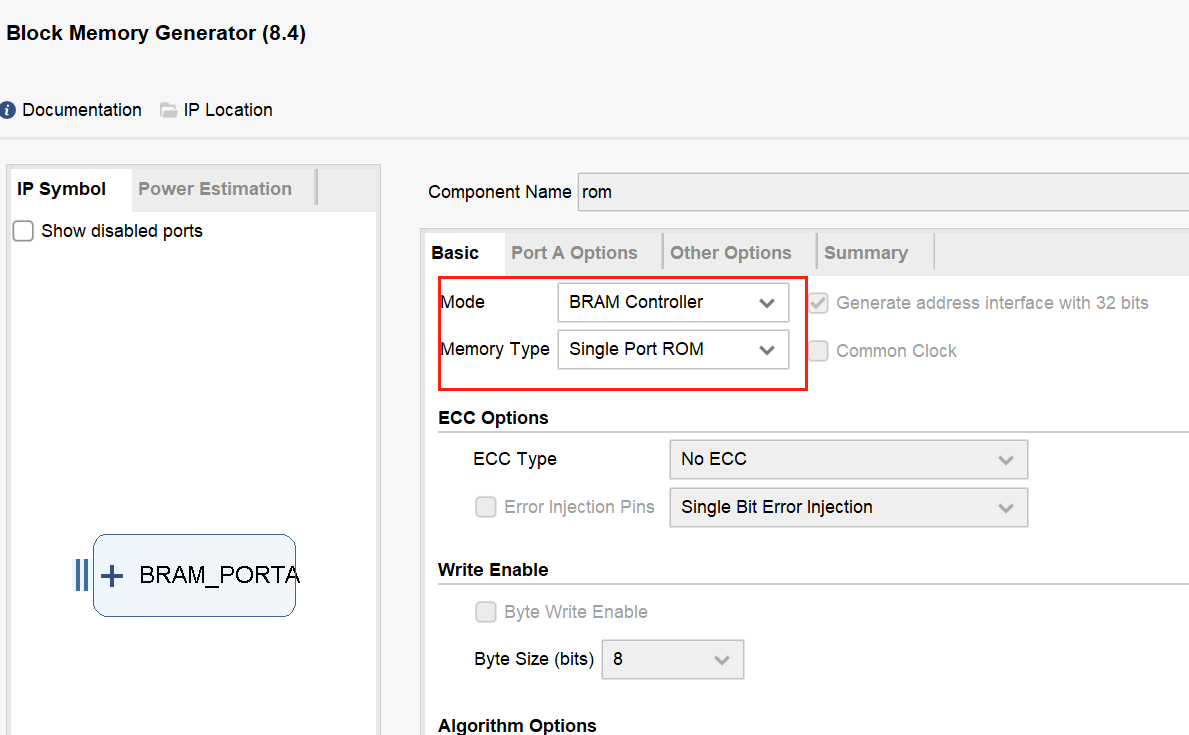 Block Memory Generator (8.4)
Documentation IP Location
IP Symbol Power Estimation
Show disabled ports
BRAM_PORTA
Component Name rom
Basic Port A Options Other Options Summary
Mode BRAM Controller Generate address interface with 32 bits
Memory Type Single Port ROM Common Clock
ECC Options
ECC Type No ECC
Error Injection Pins Single Bit Error Injection
Write Enable
Byte Write Enable
Byte Size (bits) 8
Algorithm Options